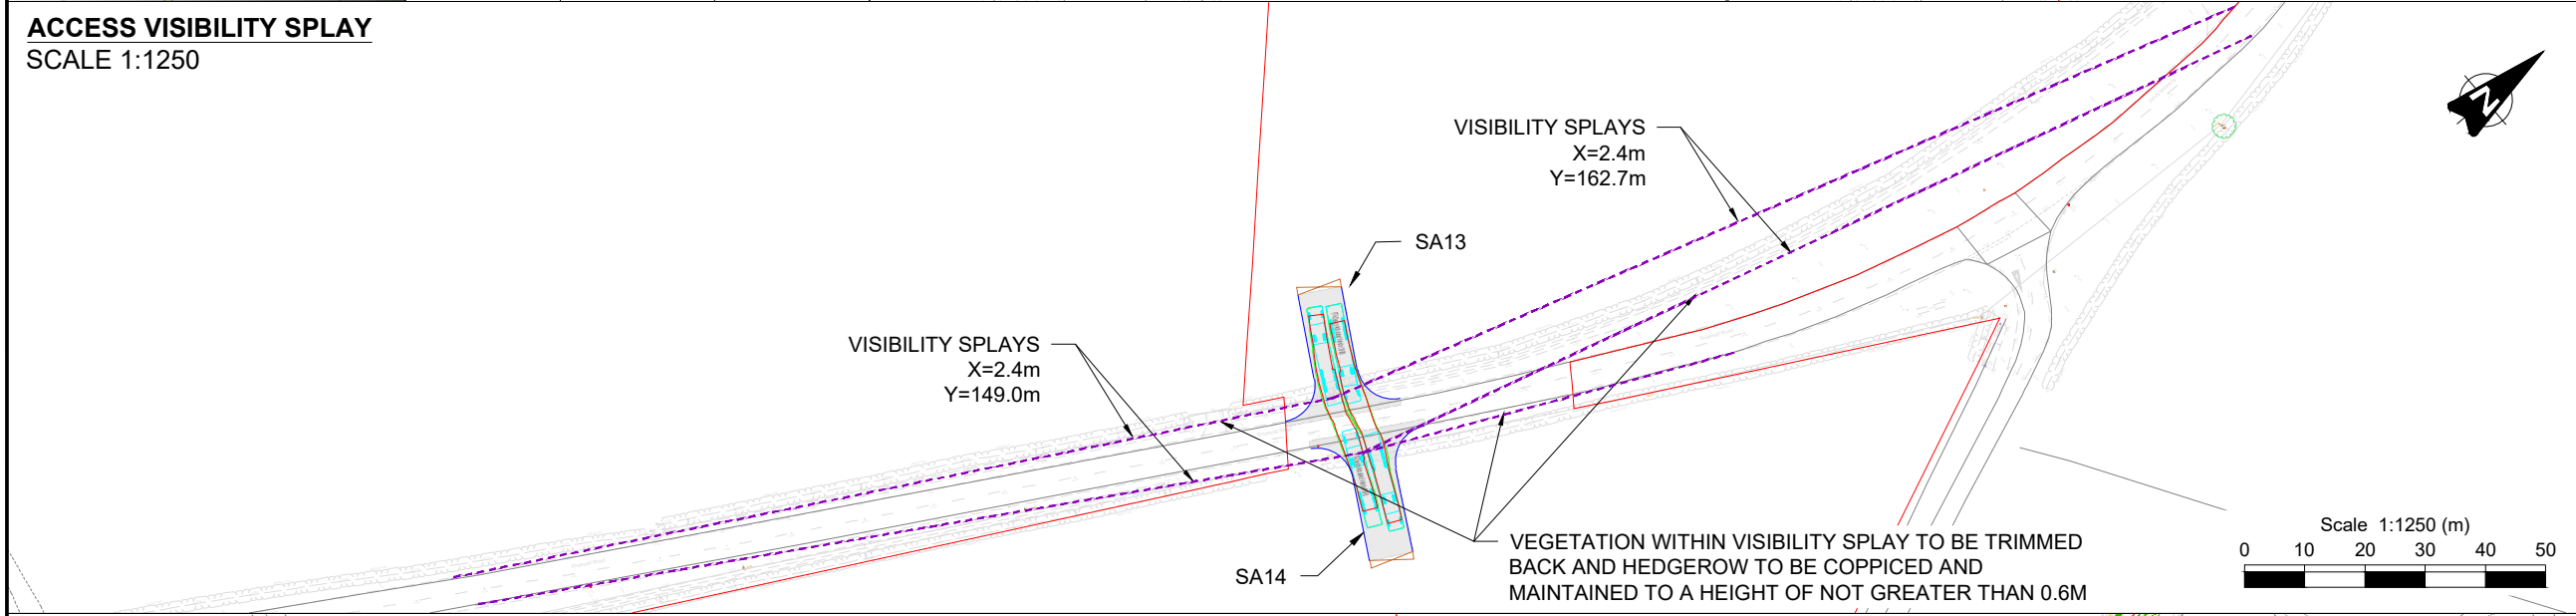 ACCESS VISIBILITY SPLAY
SCALE 1:1250
VISIBILITY SPLAYS
X=2.4m
Y=162.7m
N
SA13
VISIBILITY SPLAYS
X=2.4m
Y=149.0m
SA14
VEGETATION WITHIN VISIBILITY SPLAY TO BE TRIMMED
BACK AND HEDGEROW TO BE COPPICED AND
MAINTAINED TO A HEIGHT OF NOT GREATER THAN 0.6M
Scale 1:1250 (m)
0 10 20 30 40 50